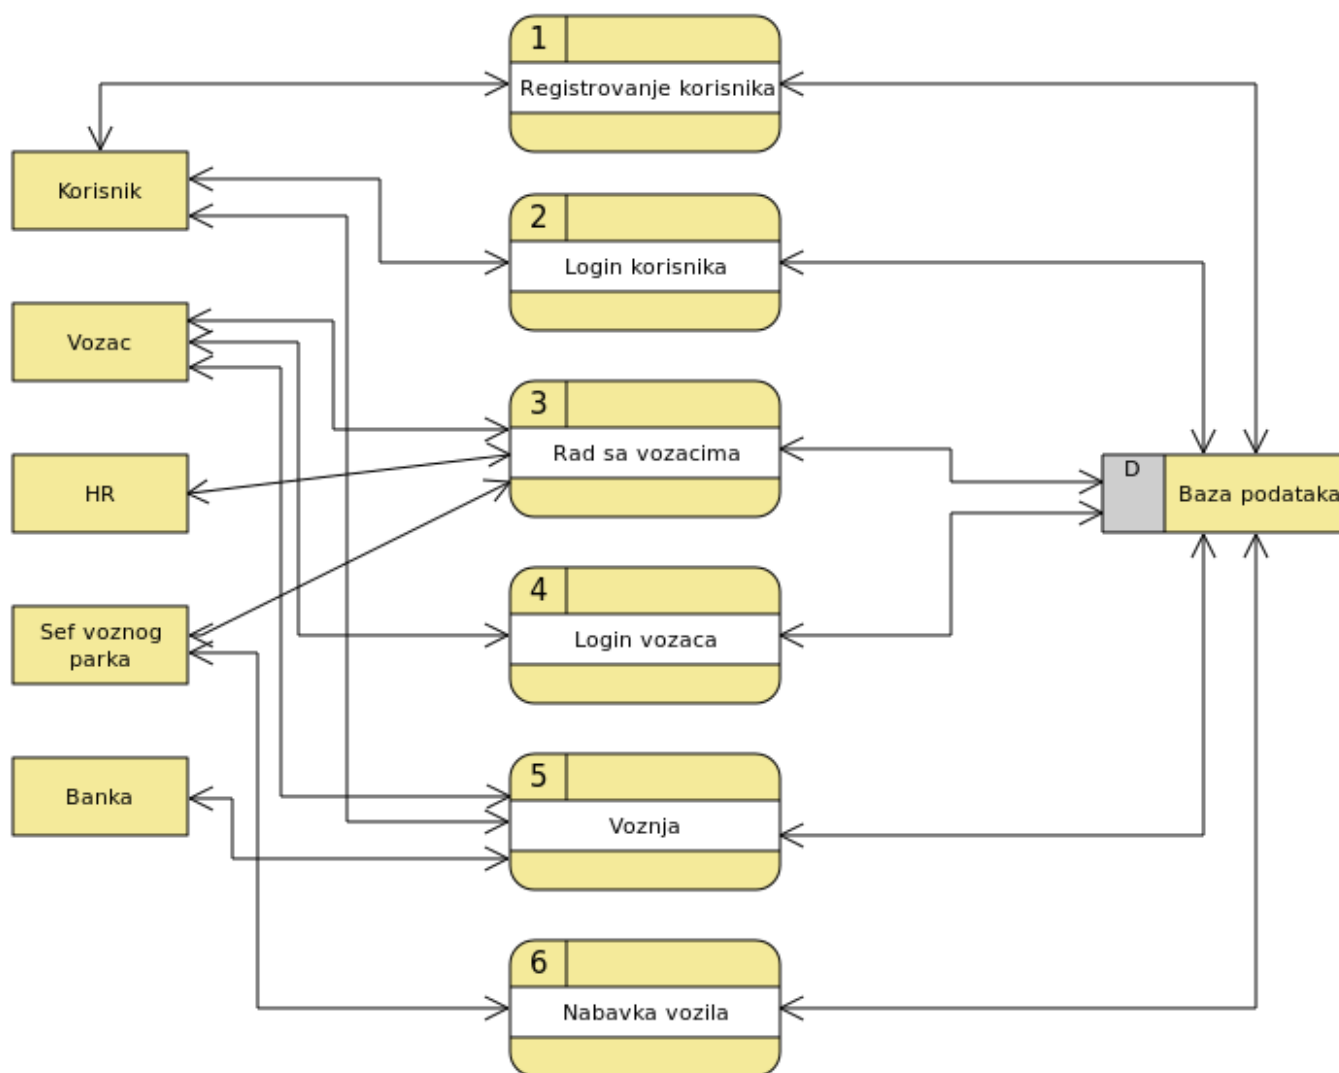 1
Registrovanje korisnika
Korisnik
2
Login korisnika
Vozac
3
Rad sa vozacima
HR
D
Baza podataka
4
Login vozaca
Sef voznog
parka
5
Voznja
Banka
6
Nabavka vozila